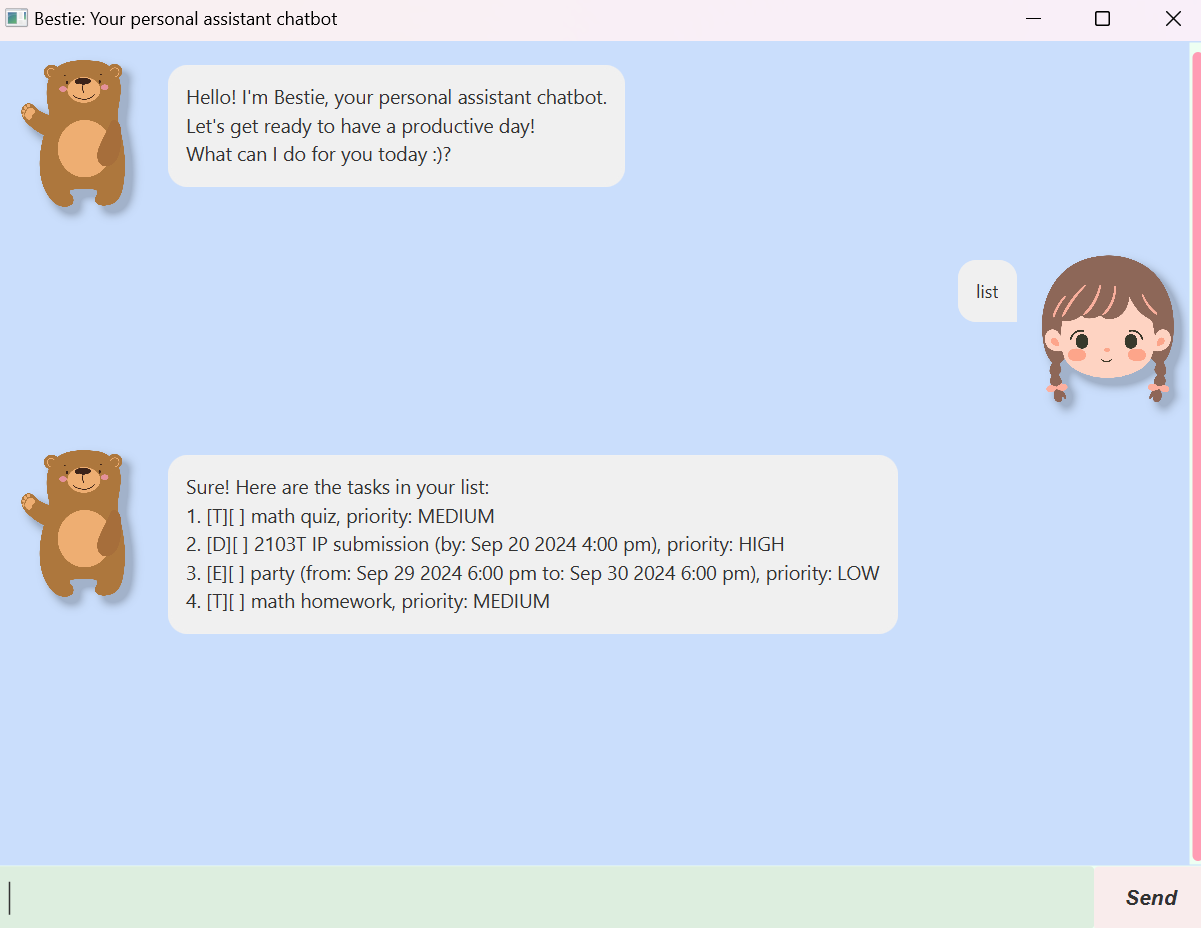 Bestie: Your personal assistant chatbot
Hello! I'm Bestie, your personal assistant chatbot.
Let's get ready to have a productive day!
What can I do for you today :)?
list
Sure! Here are the tasks in your list:
1. [T][ ] math quiz, priority: MEDIUM
2. [D][ ] 2103T IP submission (by: Sep 20 2024 4:00 pm), priority: HIGH
3. [E][ ] party (from: Sep 29 2024 6:00 pm to: Sep 30 2024 6:00 pm), priority: LOW
4. [T][ ] math homework, priority: MEDIUM
Send